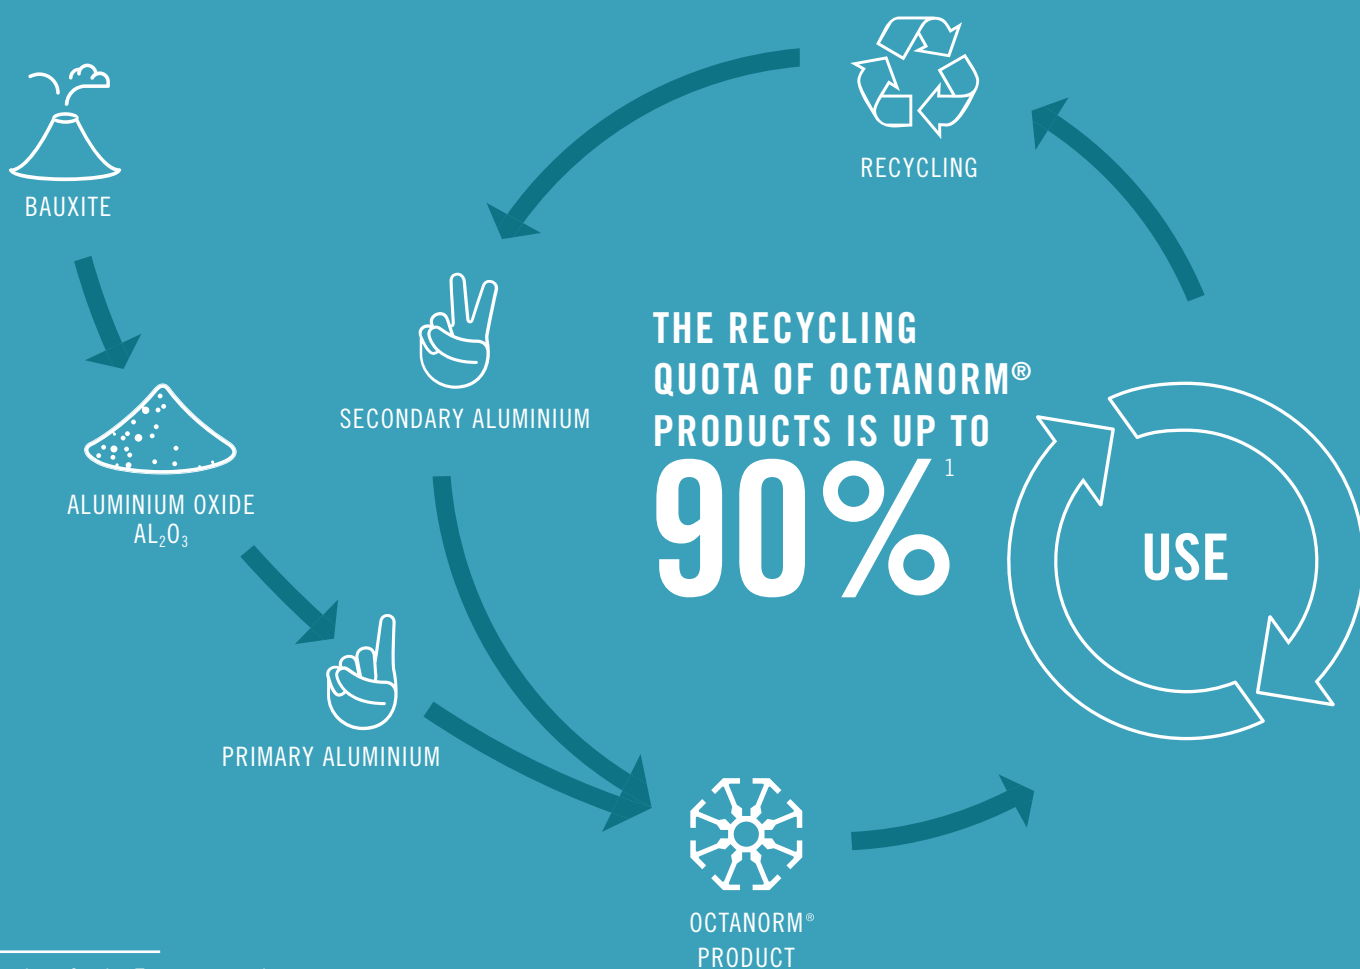 BAUXITE
RECYCLING
THE RECYCLING
QUOTA OF OCTANORM®
PRODUCTS IS UP TO
90%¹
SECONDARY ALUMINIUM
ALUMINIUM OXIDE
AL₂O₃
USE
PRIMARY ALUMINIUM
OCTANORM®
PRODUCT